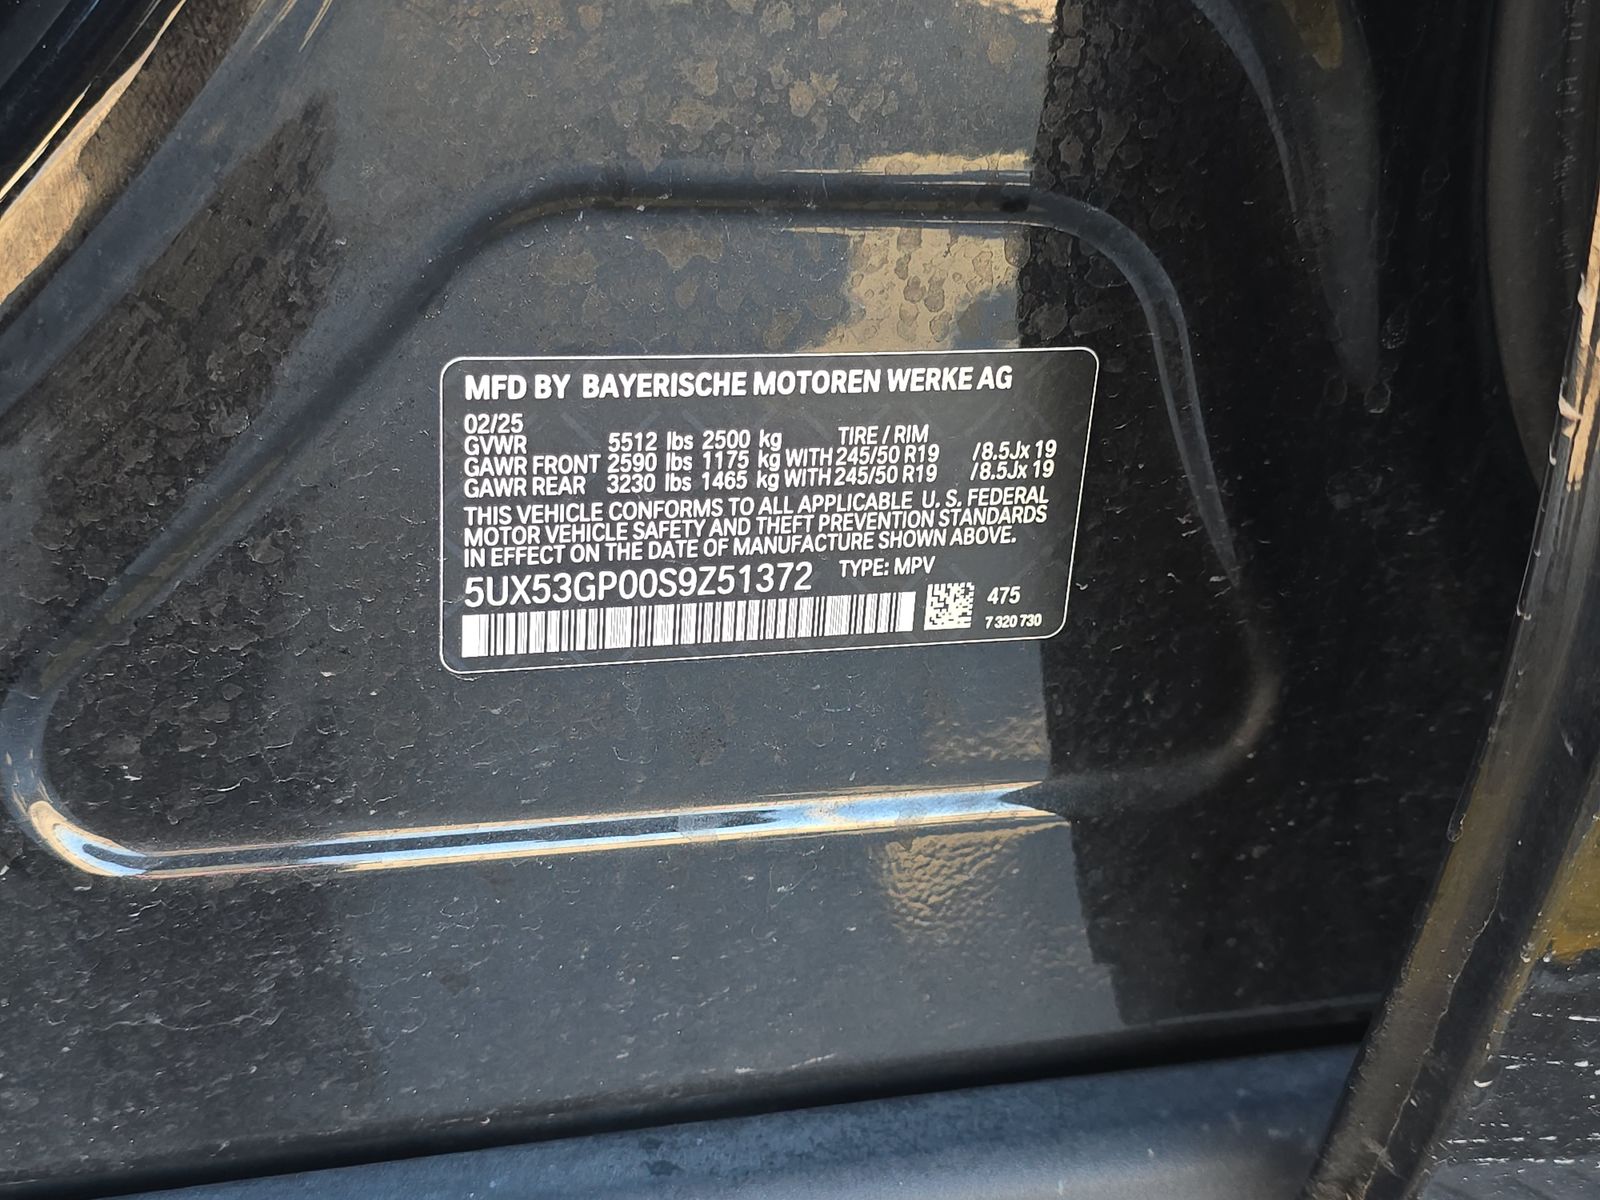 MFD BY BAYERISCHE MOTOREN WERKE AG
02/25
GVWR 5512 lbs 2500 kg TIRE / RIM
GAWR FRONT 2590 lbs 1175 kg WITH 245/50 R19 /8.5Jx 19
GAWR REAR 3230 lbs 1465 kg WITH 245/50 R19 /8.5Jx 19
THIS VEHICLE CONFORMS TO ALL APPLICABLE U. S. FEDERAL
MOTOR VEHICLE SAFETY AND THEFT PREVENTION STANDARDS
IN EFFECT ON THE DATE OF MANUFACTURE SHOWN ABOVE.
5UX53GP00S9Z51372 TYPE: MPV
475
7 320 730